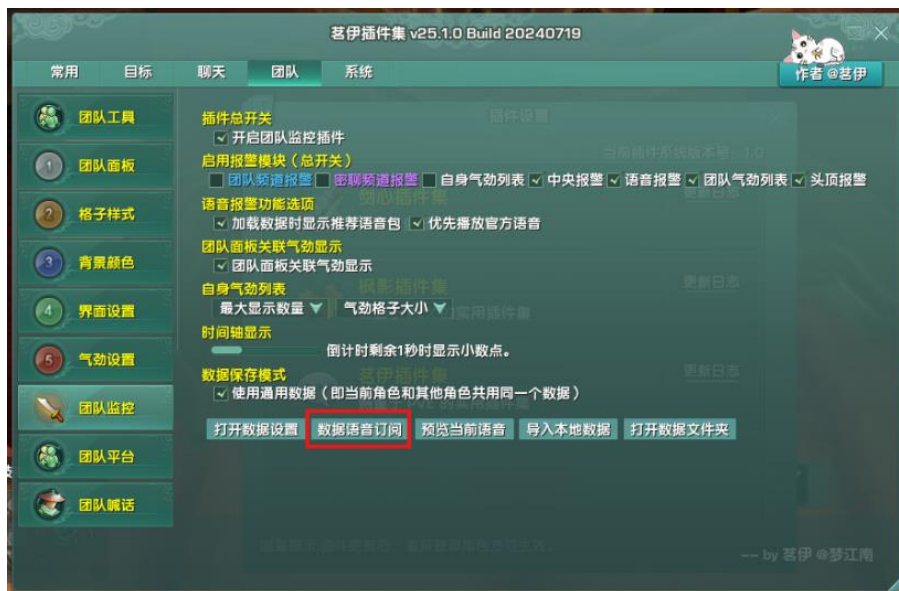 茗伊插件集 v25.1.0 Build 20240719
常用 目标 聊天 团队 系统
作者 @茗伊
团队工具
团队面板
格子样式
背景颜色
界面设置
气劲设置
团队监控
团队平台
团队喊话
插件总开关
开启团队监控插件
启用报警模块（总开关）
团队频道报警 密聊频道报警 自身气劲列表 中央报警 语音报警 团队气劲列表 头顶报警
语音报警功能选项
加载数据时显示推荐语音包 优先播放官方语音
团队面板关联气劲显示
团队面板关联气劲显示
自身气劲列表
最大显示数量 气劲格子大小
时间轴显示
倒计时剩余1秒时显示小数点。
数据保存模式
使用通用数据（即当前角色和其他角色共用同一个数据）
打开数据设置 数据语音订阅 预览当前语音 导入本地数据 打开数据文件夹
插件设置
当前插件系统版本号：1.0
更新日志
枫影插件集
更新日志
茗伊插件集
更新日志
—— by 茗伊 @梦江南